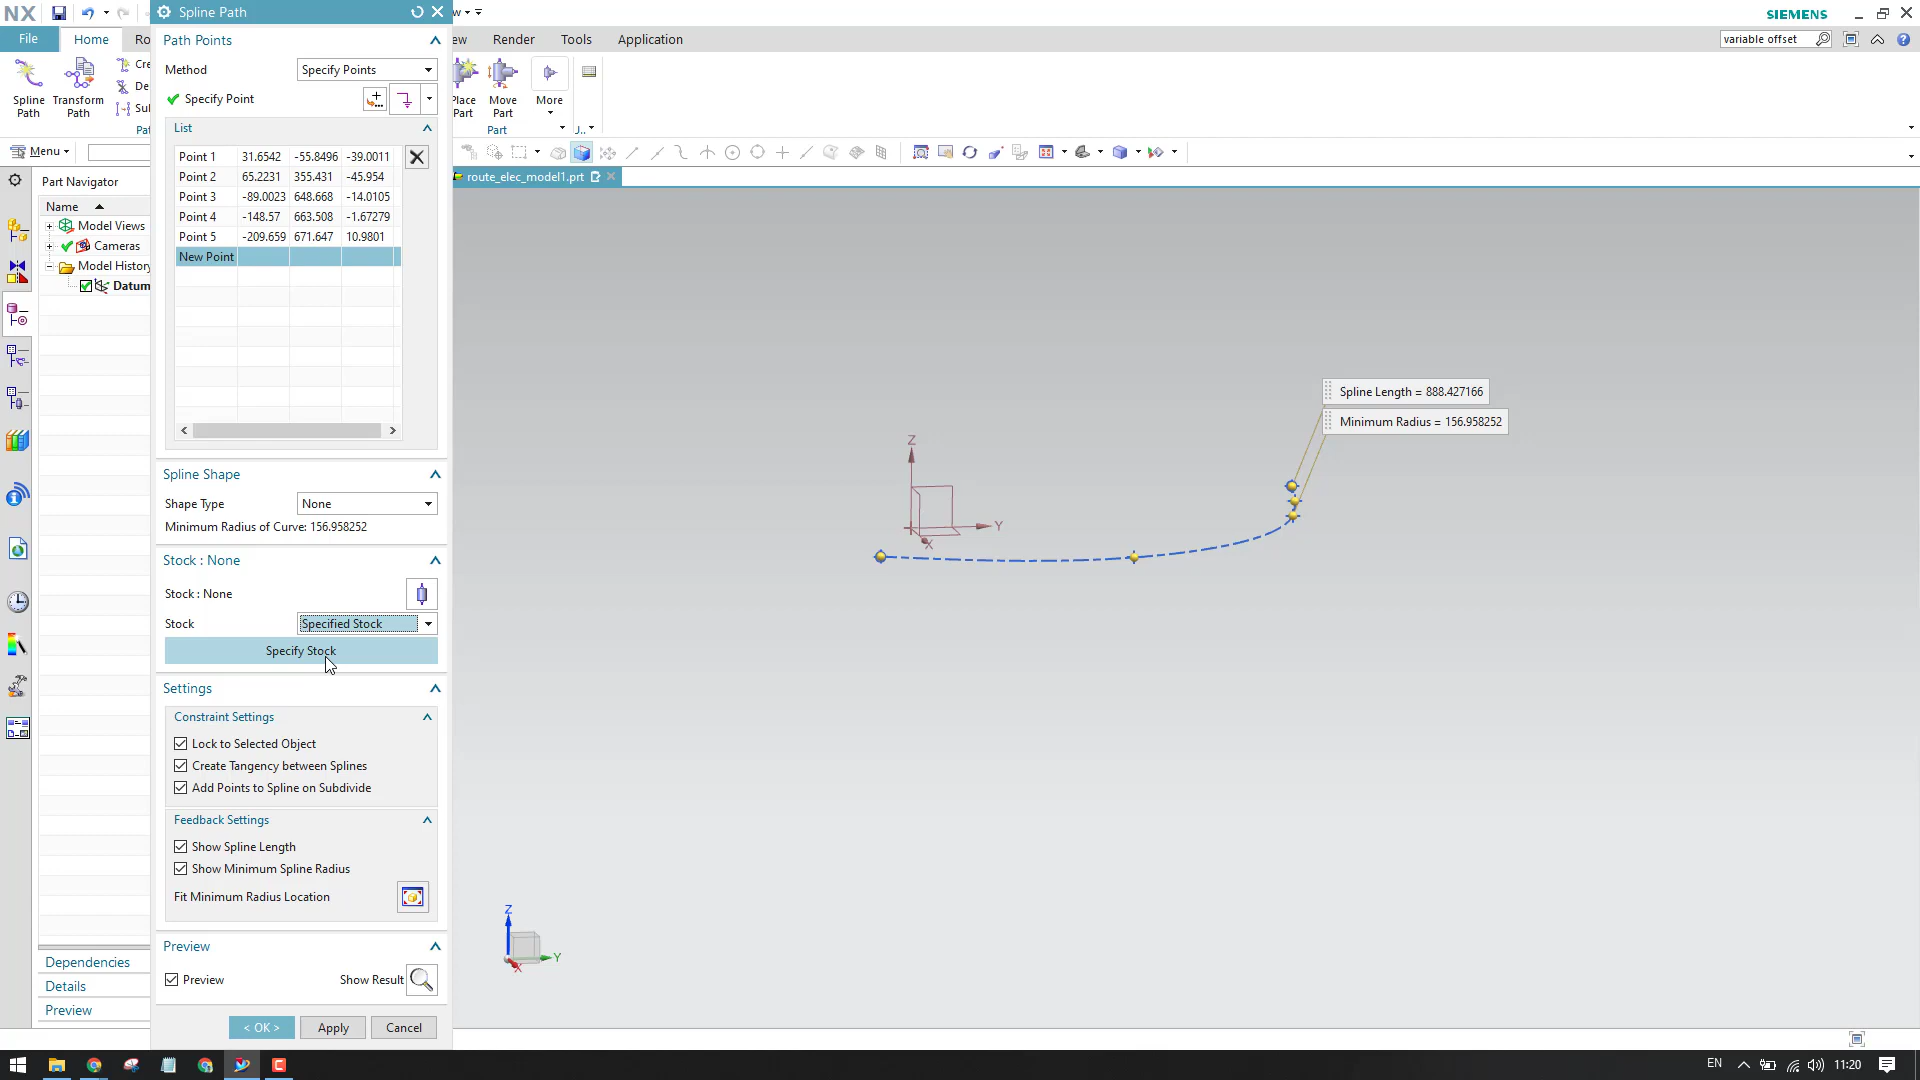 NX
Spline Path
w
SIEMENS
File
Home
Ro
ew
Render
Tools
Application
variable offset
Spline
Path
Transform
Path
Cre
De
Sul
Pat
Place
Part
Move
Part
More
Part
J..
Menu
Path Points
Method
Specify Points
Specify Point
List
Point 1 31.6542 -55.8496 -39.0011
Point 2 65.2231 355.431 -45.954
Point 3 -89.0023 648.668 -14.0105
Point 4 -148.57 663.508 -1.67279
Point 5 -209.659 671.647 10.9801
New Point
Spline Shape
Shape Type
None
Minimum Radius of Curve: 156.958252
Stock : None
Stock : None
Stock
Specified Stock
Specify Stock
Settings
Constraint Settings
Lock to Selected Object
Create Tangency between Splines
Add Points to Spline on Subdivide
Feedback Settings
Show Spline Length
Show Minimum Spline Radius
Fit Minimum Radius Location
Preview
Preview
Show Result
< OK >
Apply
Cancel
Part Navigator
Name
Model Views
Cameras
Model History
Datum
Dependencies
Details
Preview
route_elec_model1.prt
Spline Length = 888.427166
Minimum Radius = 156.958252
Z
Y
X
Z
Y
X
EN
11:20